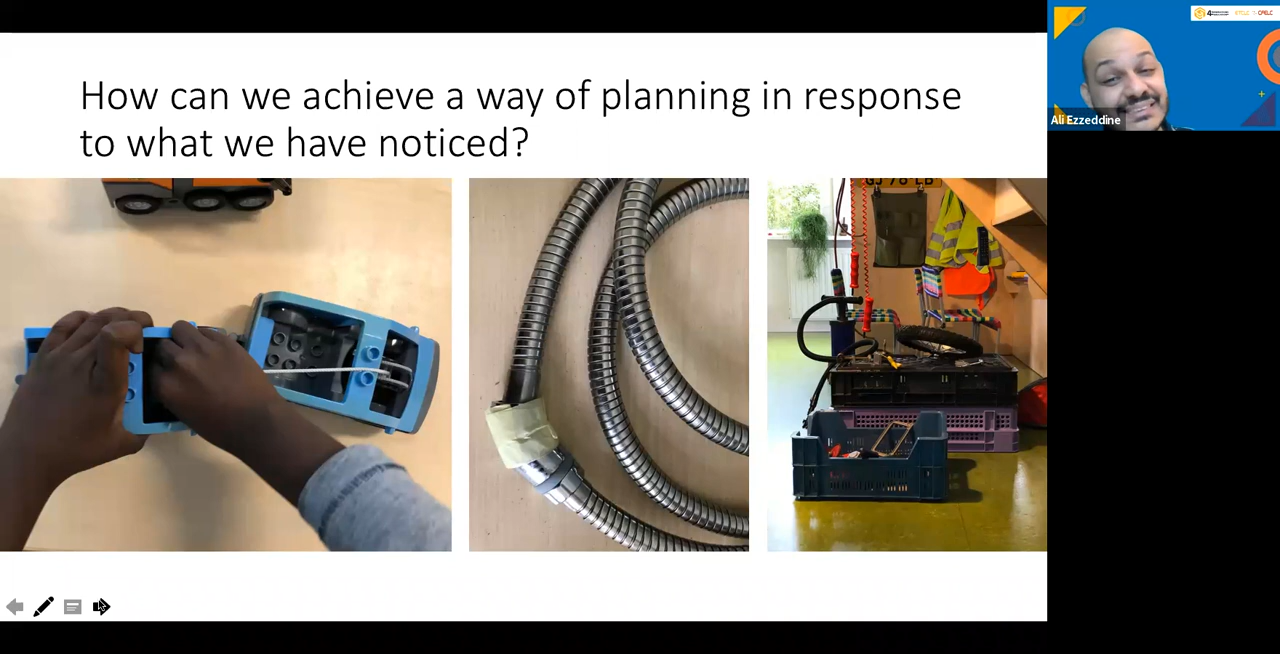 How can we achieve a way of planning in response
to what we have noticed?
Ali Ezzeddine